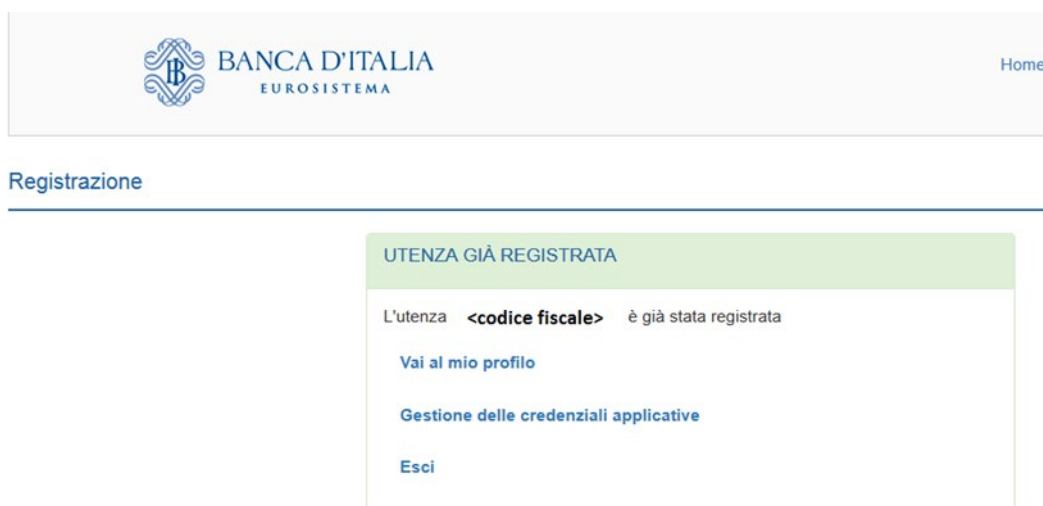 BANCA D'ITALIA
EUROSISTEMA
Home
Registrazione
UTENZA GIÀ REGISTRATA
L'utenza <codice fiscale> è già stata registrata
Vai al mio profilo
Gestione delle credenziali applicative
Esci